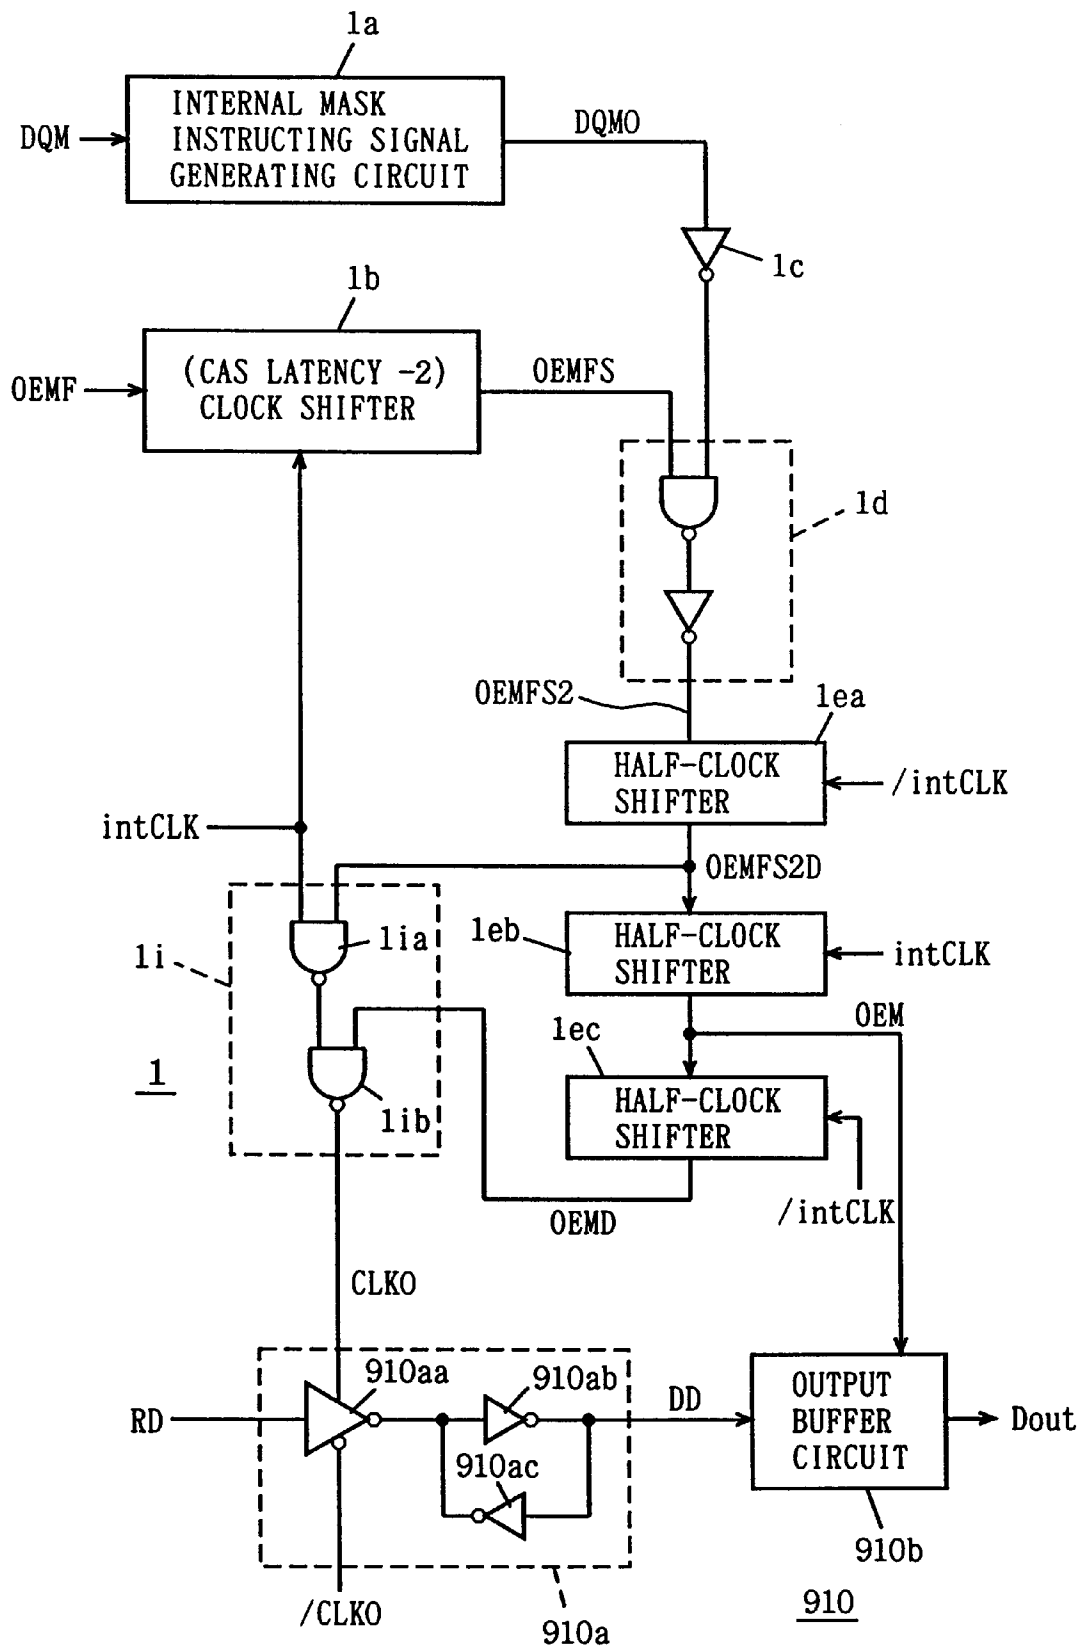 1a
INTERNAL MASK
INSTRUCTING SIGNAL
GENERATING CIRCUIT
DQM
DQMO
1c
1b
(CAS LATENCY -2)
CLOCK SHIFTER
OEMF
OEMFS
1d
OEMFS2
1ea
HALF-CLOCK
SHIFTER
/intCLK
intCLK
OEMFS2D
1eb
HALF-CLOCK
SHIFTER
intCLK
1i
1ia
OEM
1ec
HALF-CLOCK
SHIFTER
1
1ib
/intCLK
OEMD
CLKO
910aa
910ab
RD
DD
OUTPUT
BUFFER
CIRCUIT
Dout
910ac
910b
/CLKO
910a
910